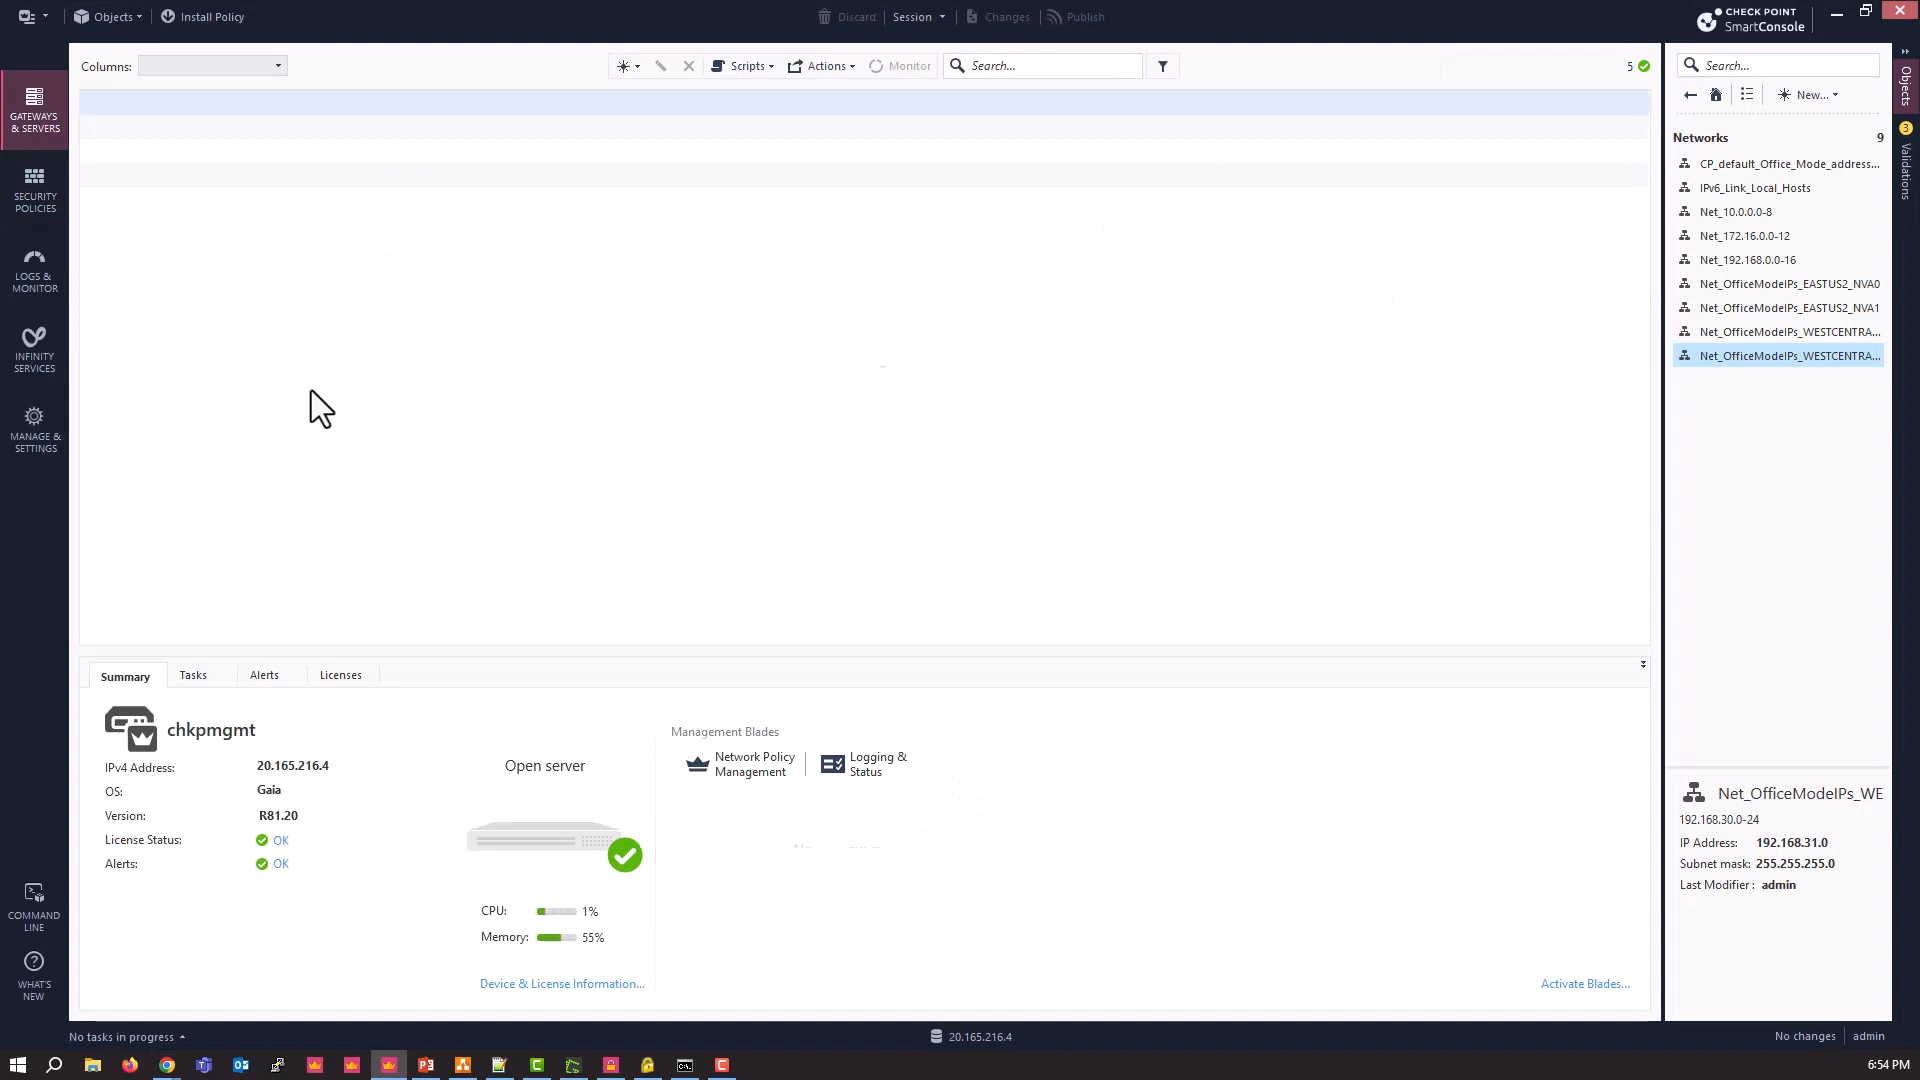 Objects
Install Policy
Discard
Session
Changes
Publish
CHECK POINT
SmartConsole
Columns:
Scripts
Actions
Monitor
Search...
5
Search...
New...
Objects
3
Validations
GATEWAYS
& SERVERS
SECURITY
POLICIES
LOGS &
MONITOR
INFINITY
SERVICES
MANAGE &
SETTINGS
COMMAND
LINE
WHAT'S
NEW
Networks 9
CP_default_Office_Mode_address...
IPv6_Link_Local_Hosts
Net_10.0.0.0-8
Net_172.16.0.0-12
Net_192.168.0.0-16
Net_OfficeModeIPs_EASTUS2_NVA0
Net_OfficeModeIPs_EASTUS2_NVA1
Net_OfficeModeIPs_WESTCENTRA...
Net_OfficeModeIPs_WESTCENTRA...
Summary
Tasks
Alerts
Licenses
chkpmgmt
IPv4 Address: 20.165.216.4
OS: Gaia
Version: R81.20
License Status: OK
Alerts: OK
Open server
CPU: 1%
Memory: 55%
Device & License Information...
Management Blades
Network Policy
Management
Logging &
Status
Activate Blades...
Net_OfficeModeIPs_WE
192.168.30.0-24
IP Address: 192.168.31.0
Subnet mask: 255.255.255.0
Last Modifier: admin
No tasks in progress
20.165.216.4
No changes
admin
6:54 PM